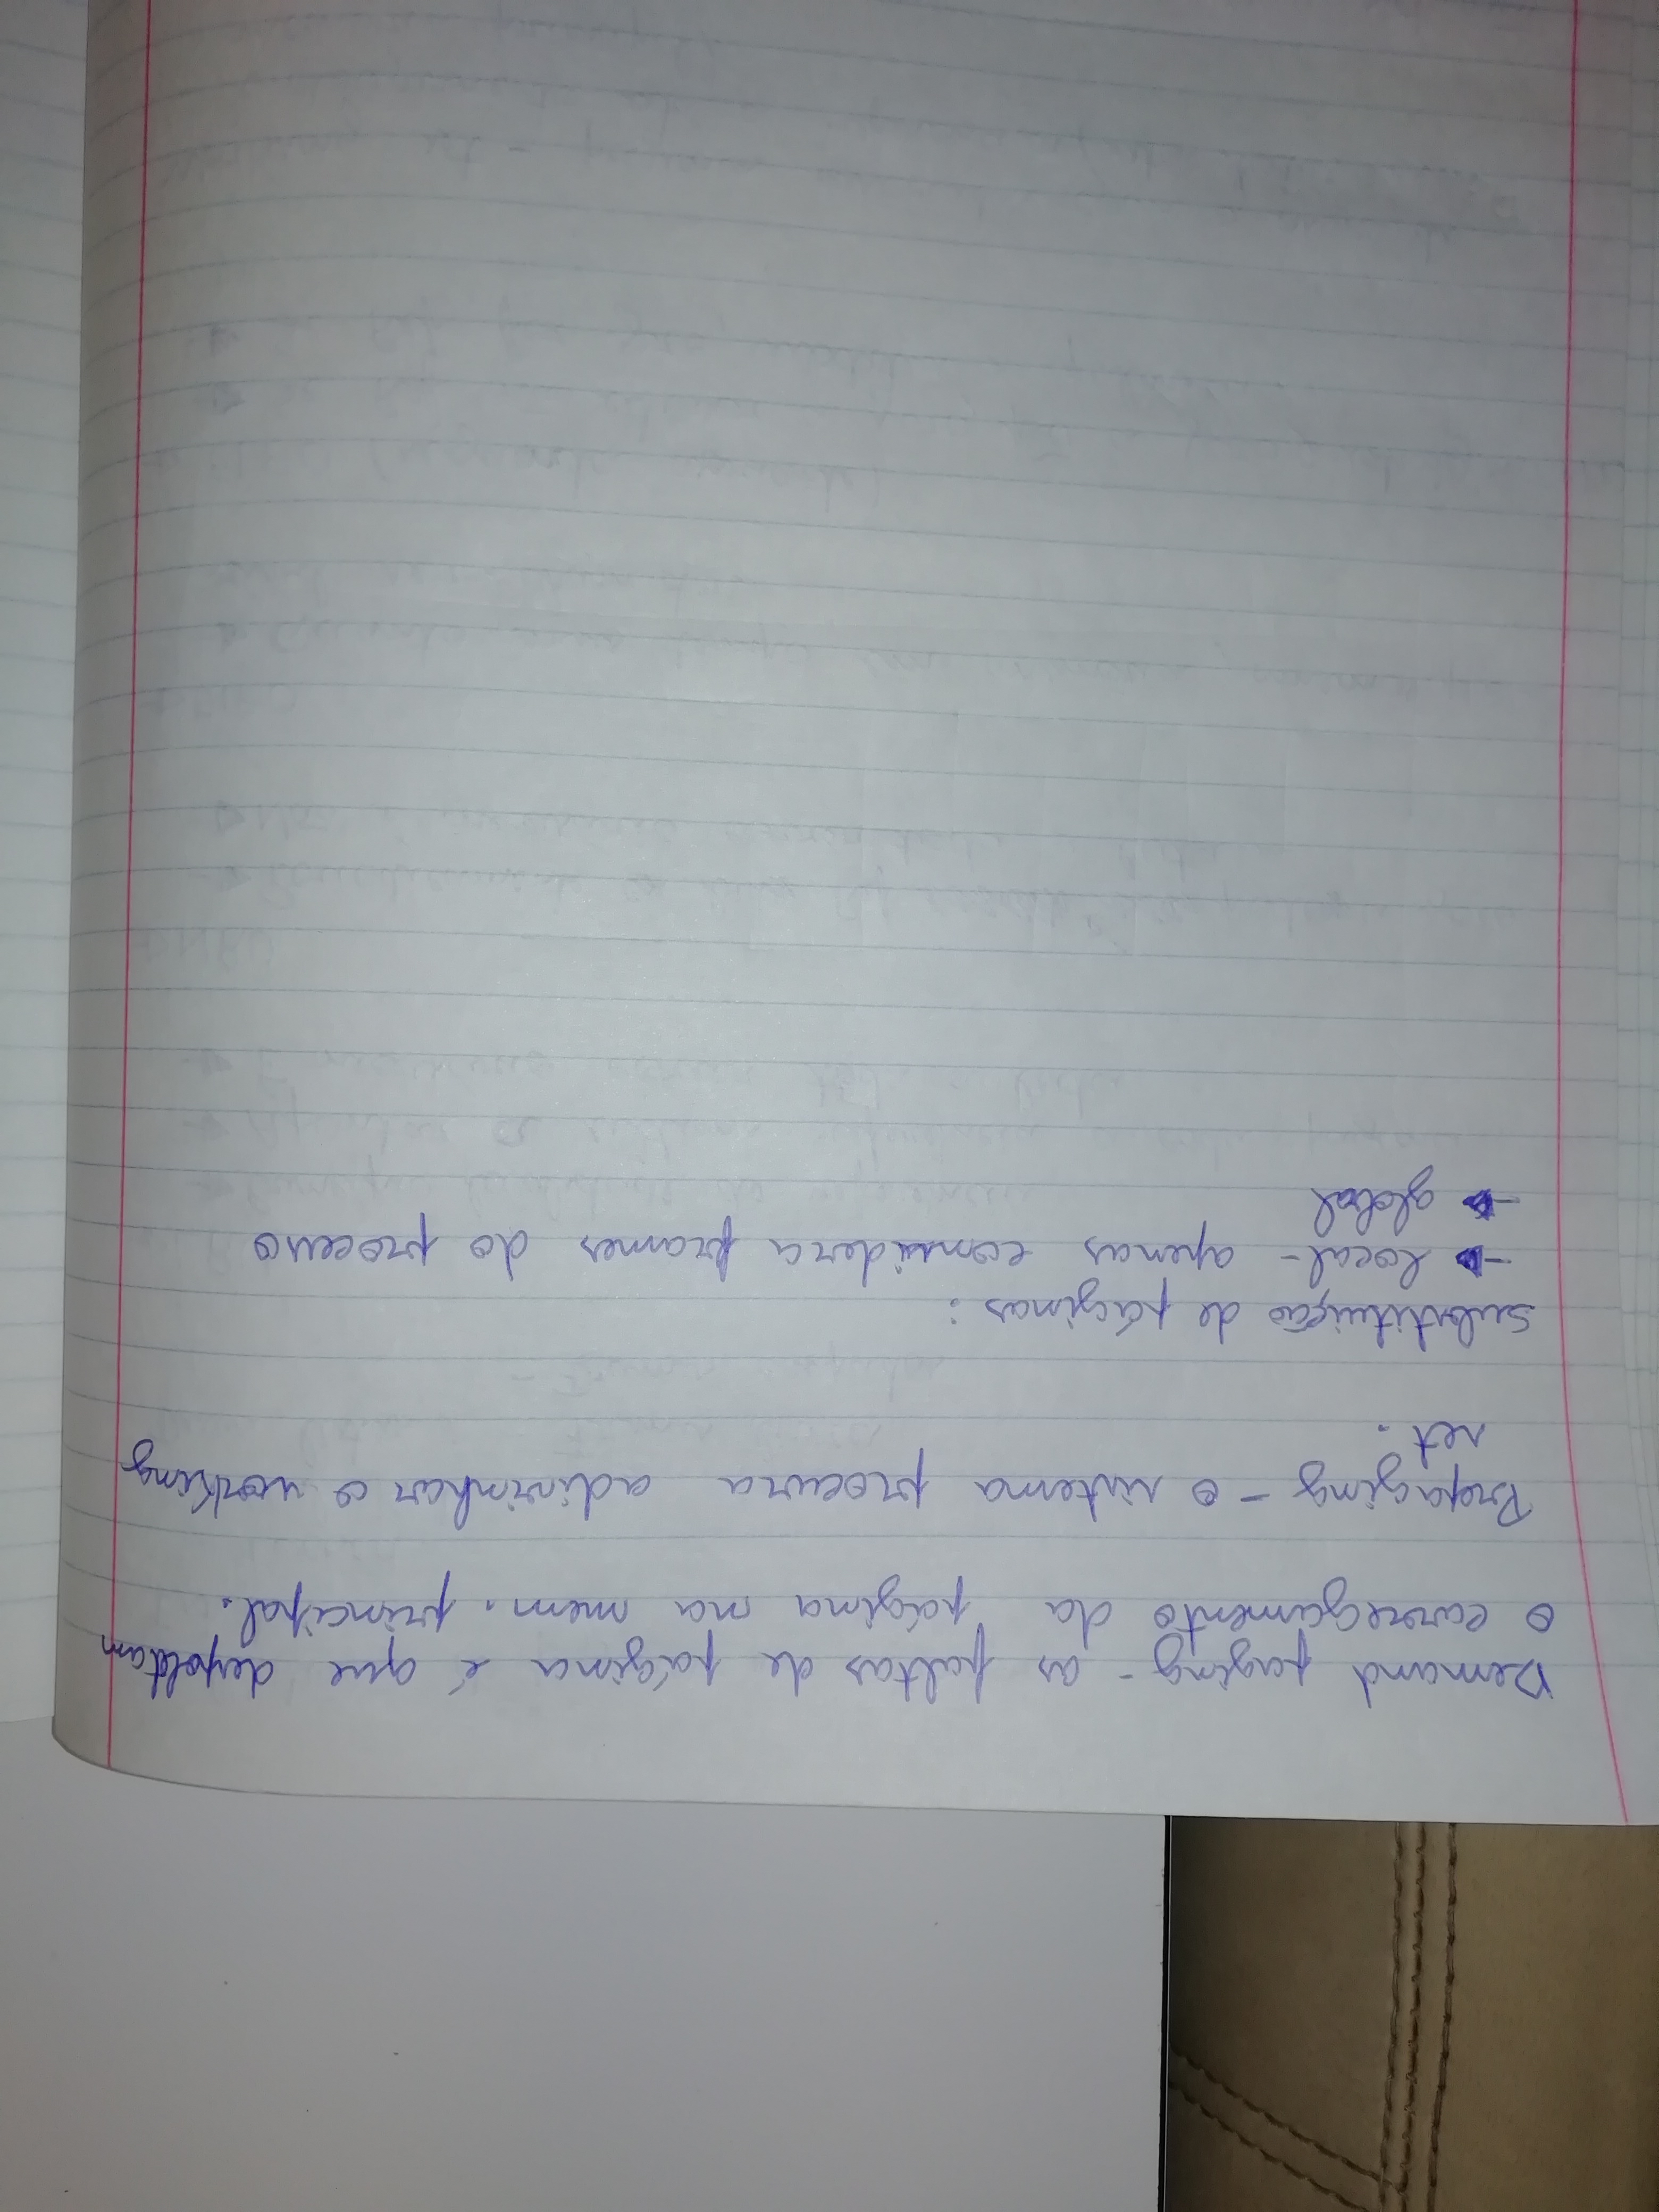 Demand paging - as faltas de página é que despoletam
o carregamento da página na mem. principal.
Prepaging - o sistema procura adivinhar o working
set.
Substituição de páginas:
→ local - apenas considera frames do processo
→ global